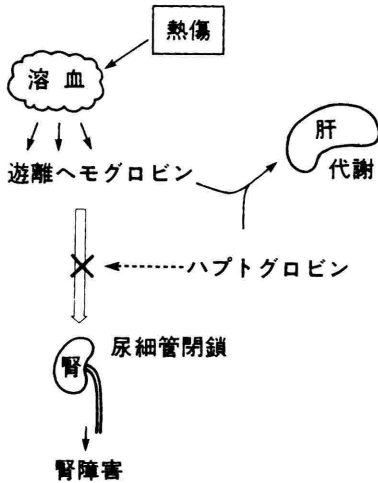 熱傷
溶血
肝
代謝
遊離ヘモグロビン
ハプトグロビン
尿細管閉鎖
腎
腎障害